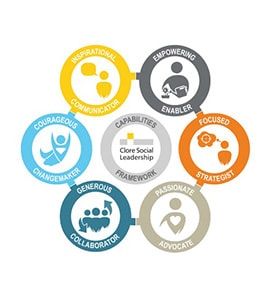 INSPIRATIONAL
COMMUNICATOR
EMPOWERING
ENABLER
COURAGEOUS
CHANGEMAKER
CAPABILITIES
Clore Social
Leadership
FRAMEWORK
FOCUSED
STRATEGIST
GENEROUS
COLLABORATOR
PASSIONATE
ADVOCATE